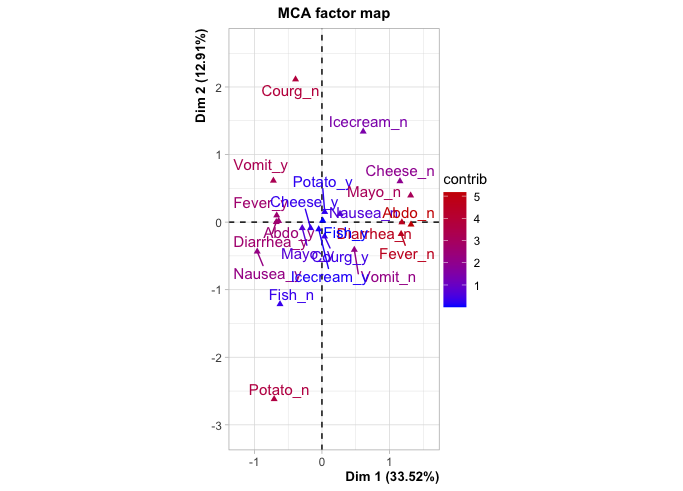 MCA factor map
Dim 2 (12.91%)
2
1
0
-1
-2
-3
Courg_n
Icecream_n
Vomit_y
Cheese_n
Potato_y
Mayo_n
Fever_y
Cheese_y
Nausea_n
Abdo_n
Abdo_y
Fish_y
Diarrhea_n
Diarrhea_y
Mayo_y
Courg_y
Fever_n
Nausea_y
Icecream_y
Vomit_n
Fish_n
Potato_n
contrib
5
4
3
2
1
-1
0
1
Dim 1 (33.52%)